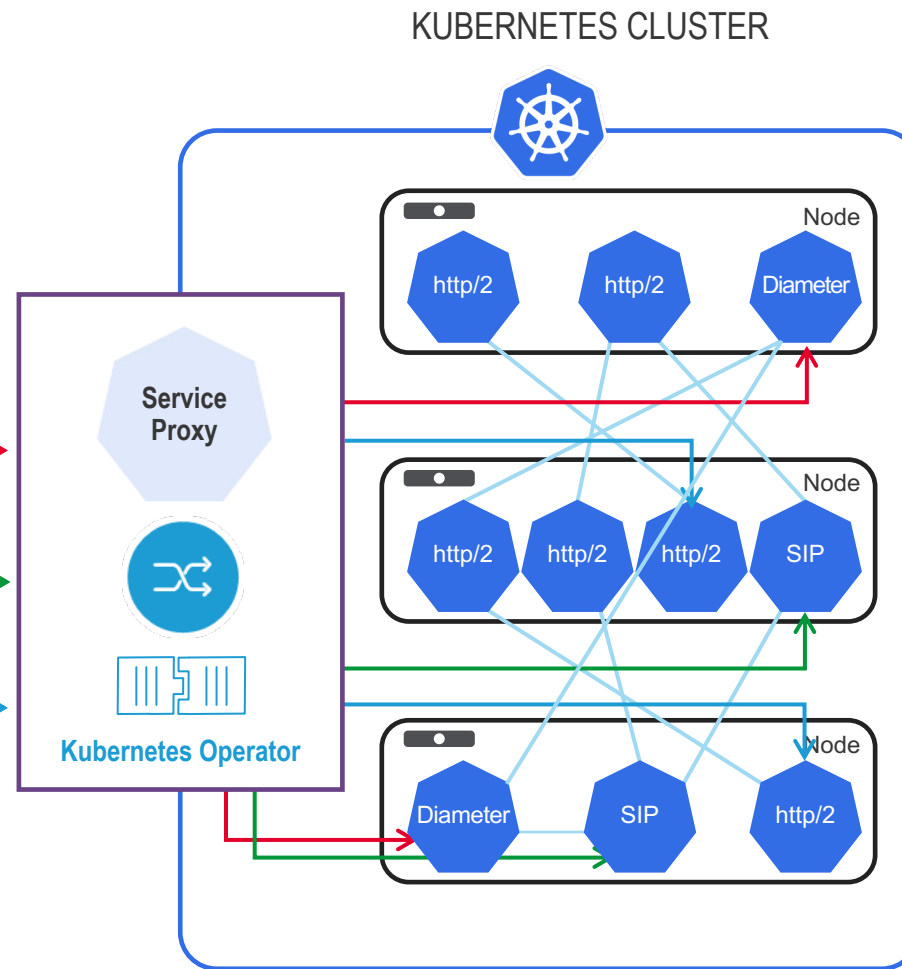 KUBERNETES CLUSTER
Node
http/2
http/2
Diameter
Service
Proxy
Node
http/2
http/2
http/2
SIP
Kubernetes Operator
Node
Diameter
SIP
http/2